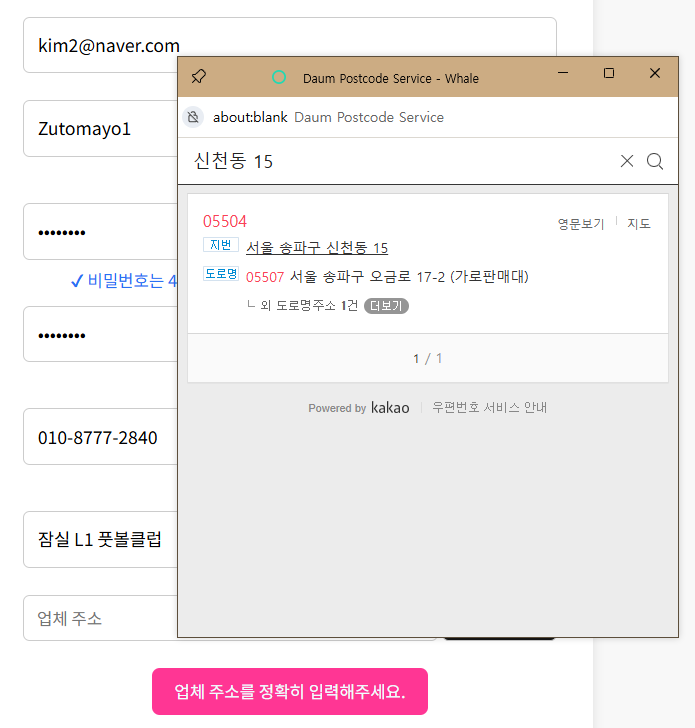 kim2@naver.com
Daum Postcode Service - Whale
about:blank Daum Postcode Service
Zutomayo1
신천동 15
05504
영문보기 지도
지번 서울 송파구 신천동 15
도로명 05507 서울 송파구 오금로 17-2 (가로판매대)
외 도로명주소 1건 더보기
1 / 1
Powered by kakao 우편번호 서비스 안내
비밀번호는 4
010-8777-2840
잠실 L1 풋볼클럽
업체 주소
업체 주소를 정확히 입력해주세요.